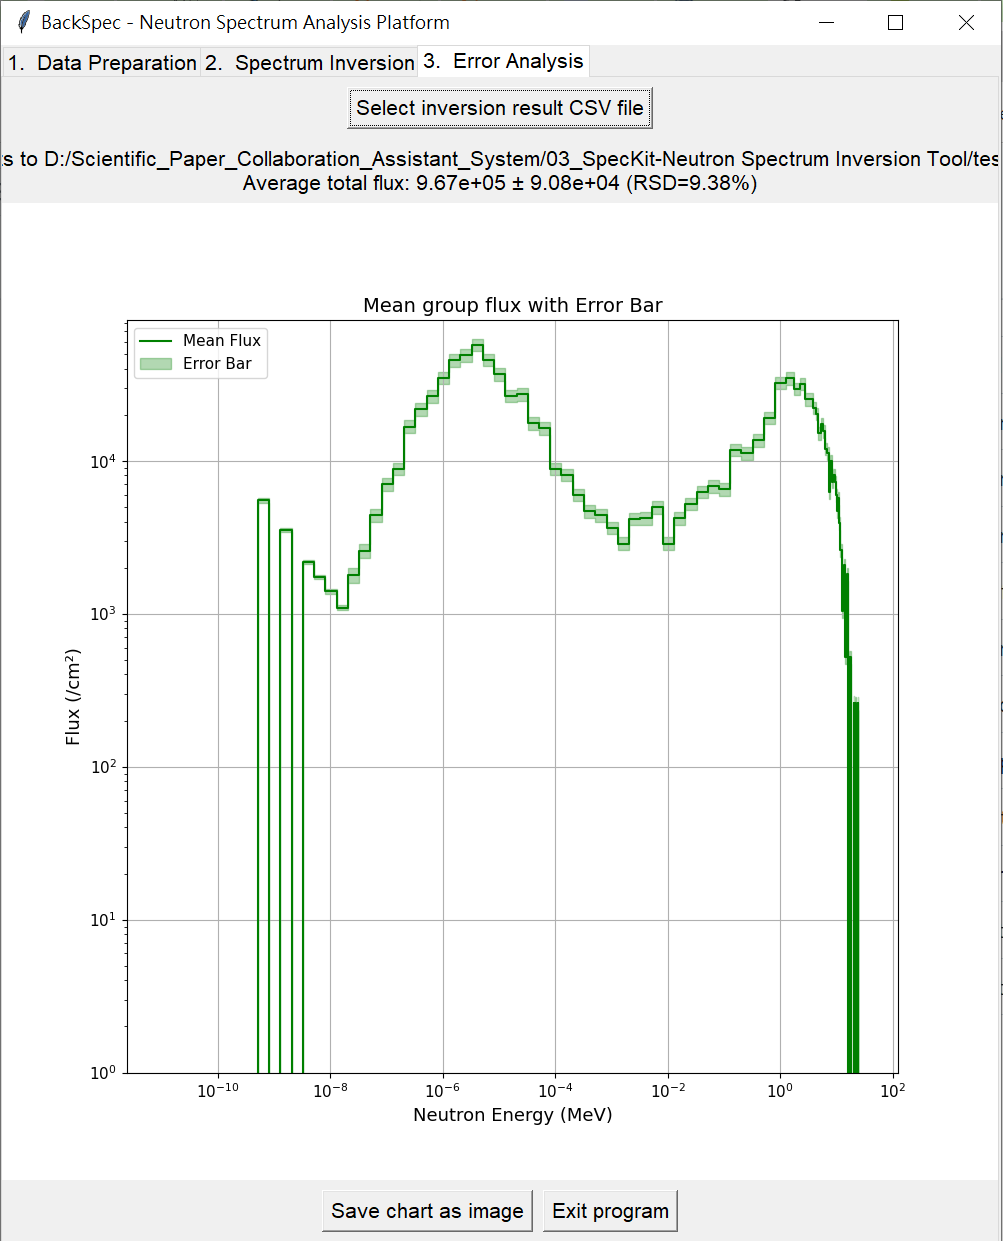 BackSpec - Neutron Spectrum Analysis Platform
1. Data Preparation 2. Spectrum Inversion 3. Error Analysis
Select inversion result CSV file
to D:/Scientific_Paper_Collaboration_Assistant_System/03_SpecKit-Neutron Spectrum Inversion Tool/tes
Average total flux: 9.67e+05 ± 9.08e+04 (RSD=9.38%)
Mean group flux with Error Bar
Mean Flux
Error Bar
10⁴
10³
10²
10¹
10⁰
Flux (/cm²)
10⁻¹⁰ 10⁻⁸ 10⁻⁶ 10⁻⁴ 10⁻² 10⁰ 10²
Neutron Energy (MeV)
Save chart as image Exit program